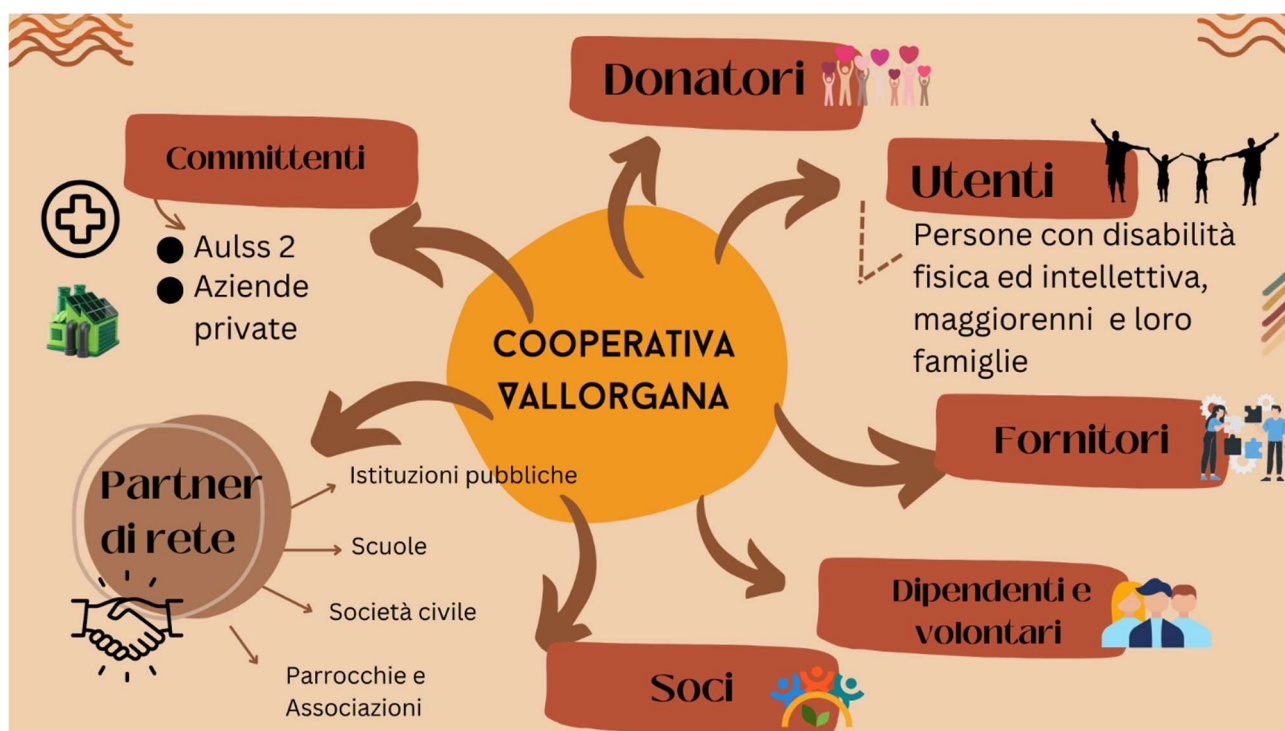 Donatori
Committenti
Aulss 2
Aziende
private
Utenti
Persone con disabilità
fisica ed intellettiva,
maggiorenni e loro
famiglie
COOPERATIVA
VALLORGANA
Fornitori
Partner
di rete
Istituzioni pubbliche
Scuole
Società civile
Parrocchie e
Associazioni
Dipendenti e
volontari
Soci